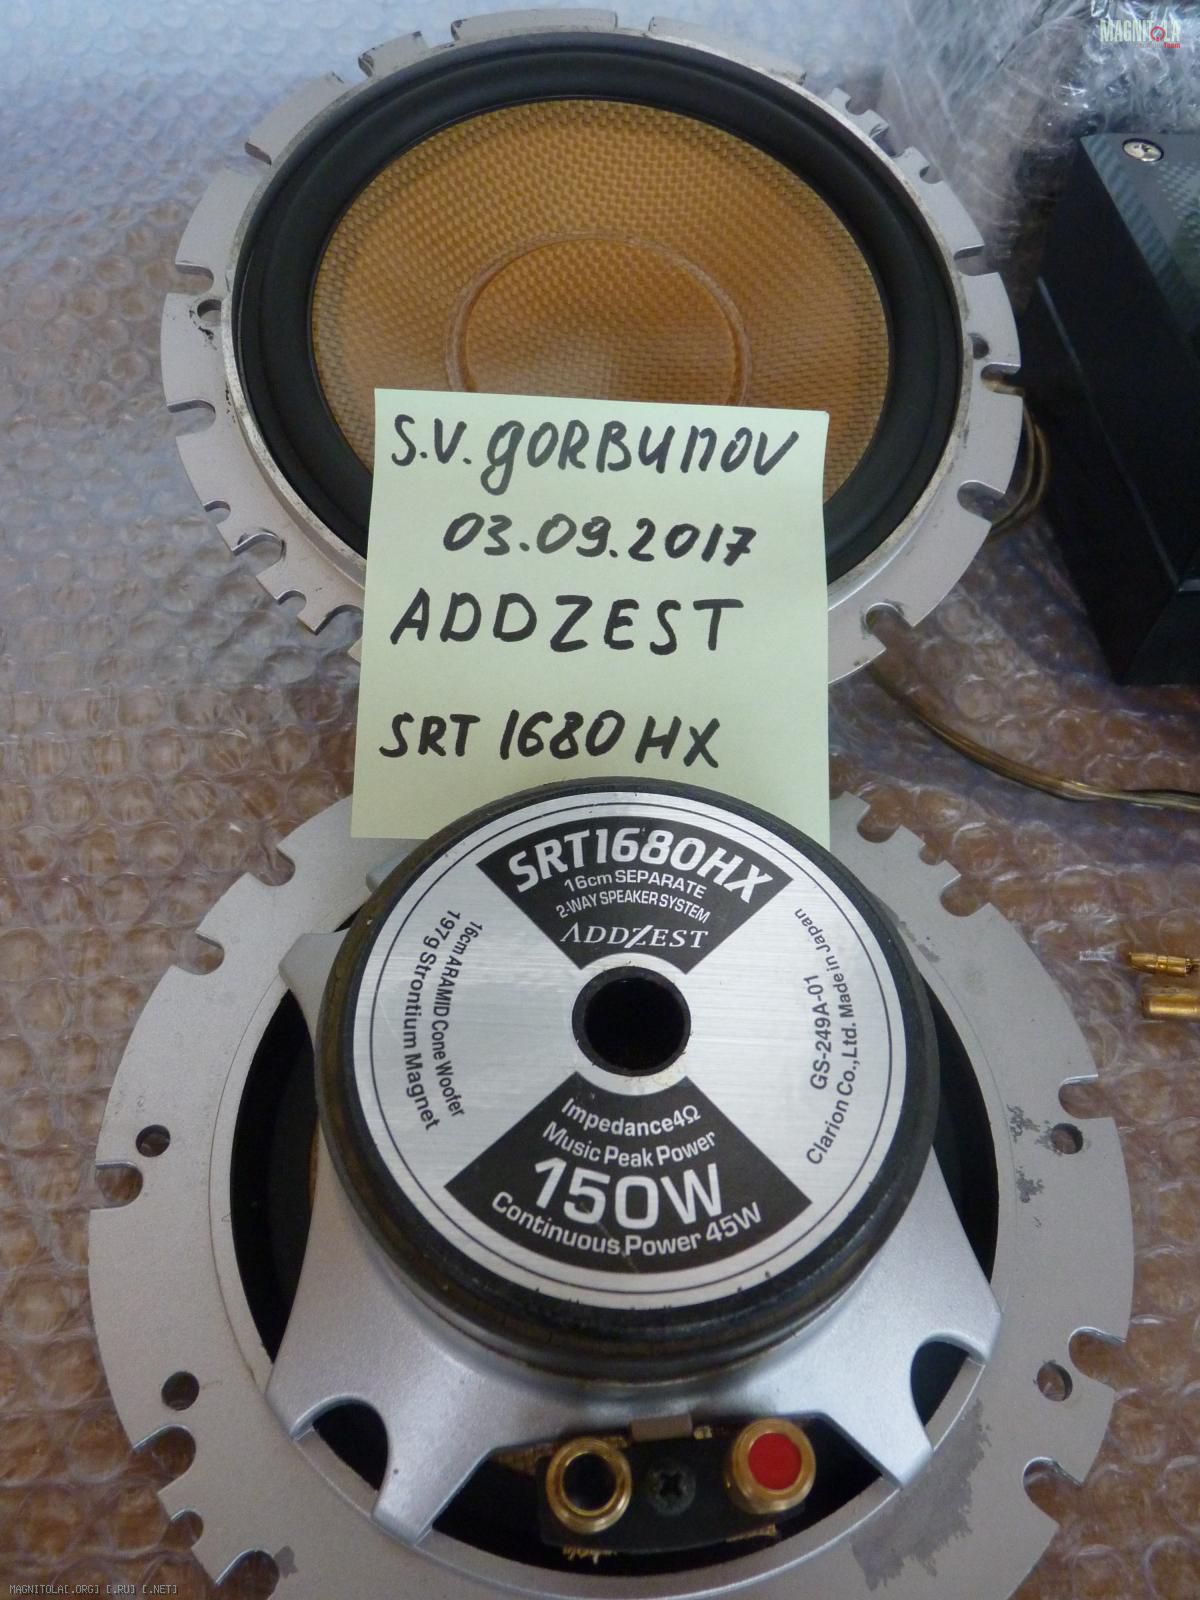 MAGNITOLA
Team
S.V. GORBUNOV
03.09.2017
ADDZEST
SRT 1680 HX
SRT1680HX
16cm SEPARATE
2-WAY SPEAKER SYSTEM
ADDZEST
16cm ARAMID Cone Woofer
197g Strontium Magnet
GS-249A-01
Clarion Co.,Ltd. Made in Japan
Impedance4Ω
Music Peak Power
150W
Continuous Power 45W
MAGNITOLA[.ORG] [.RU] [.NET]